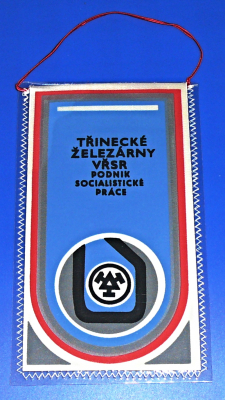 TŘINECKÉ
ŽELEZÁRNY
VŘSR
PODNIK
SOCIALISTICKÉ
PRÁCE